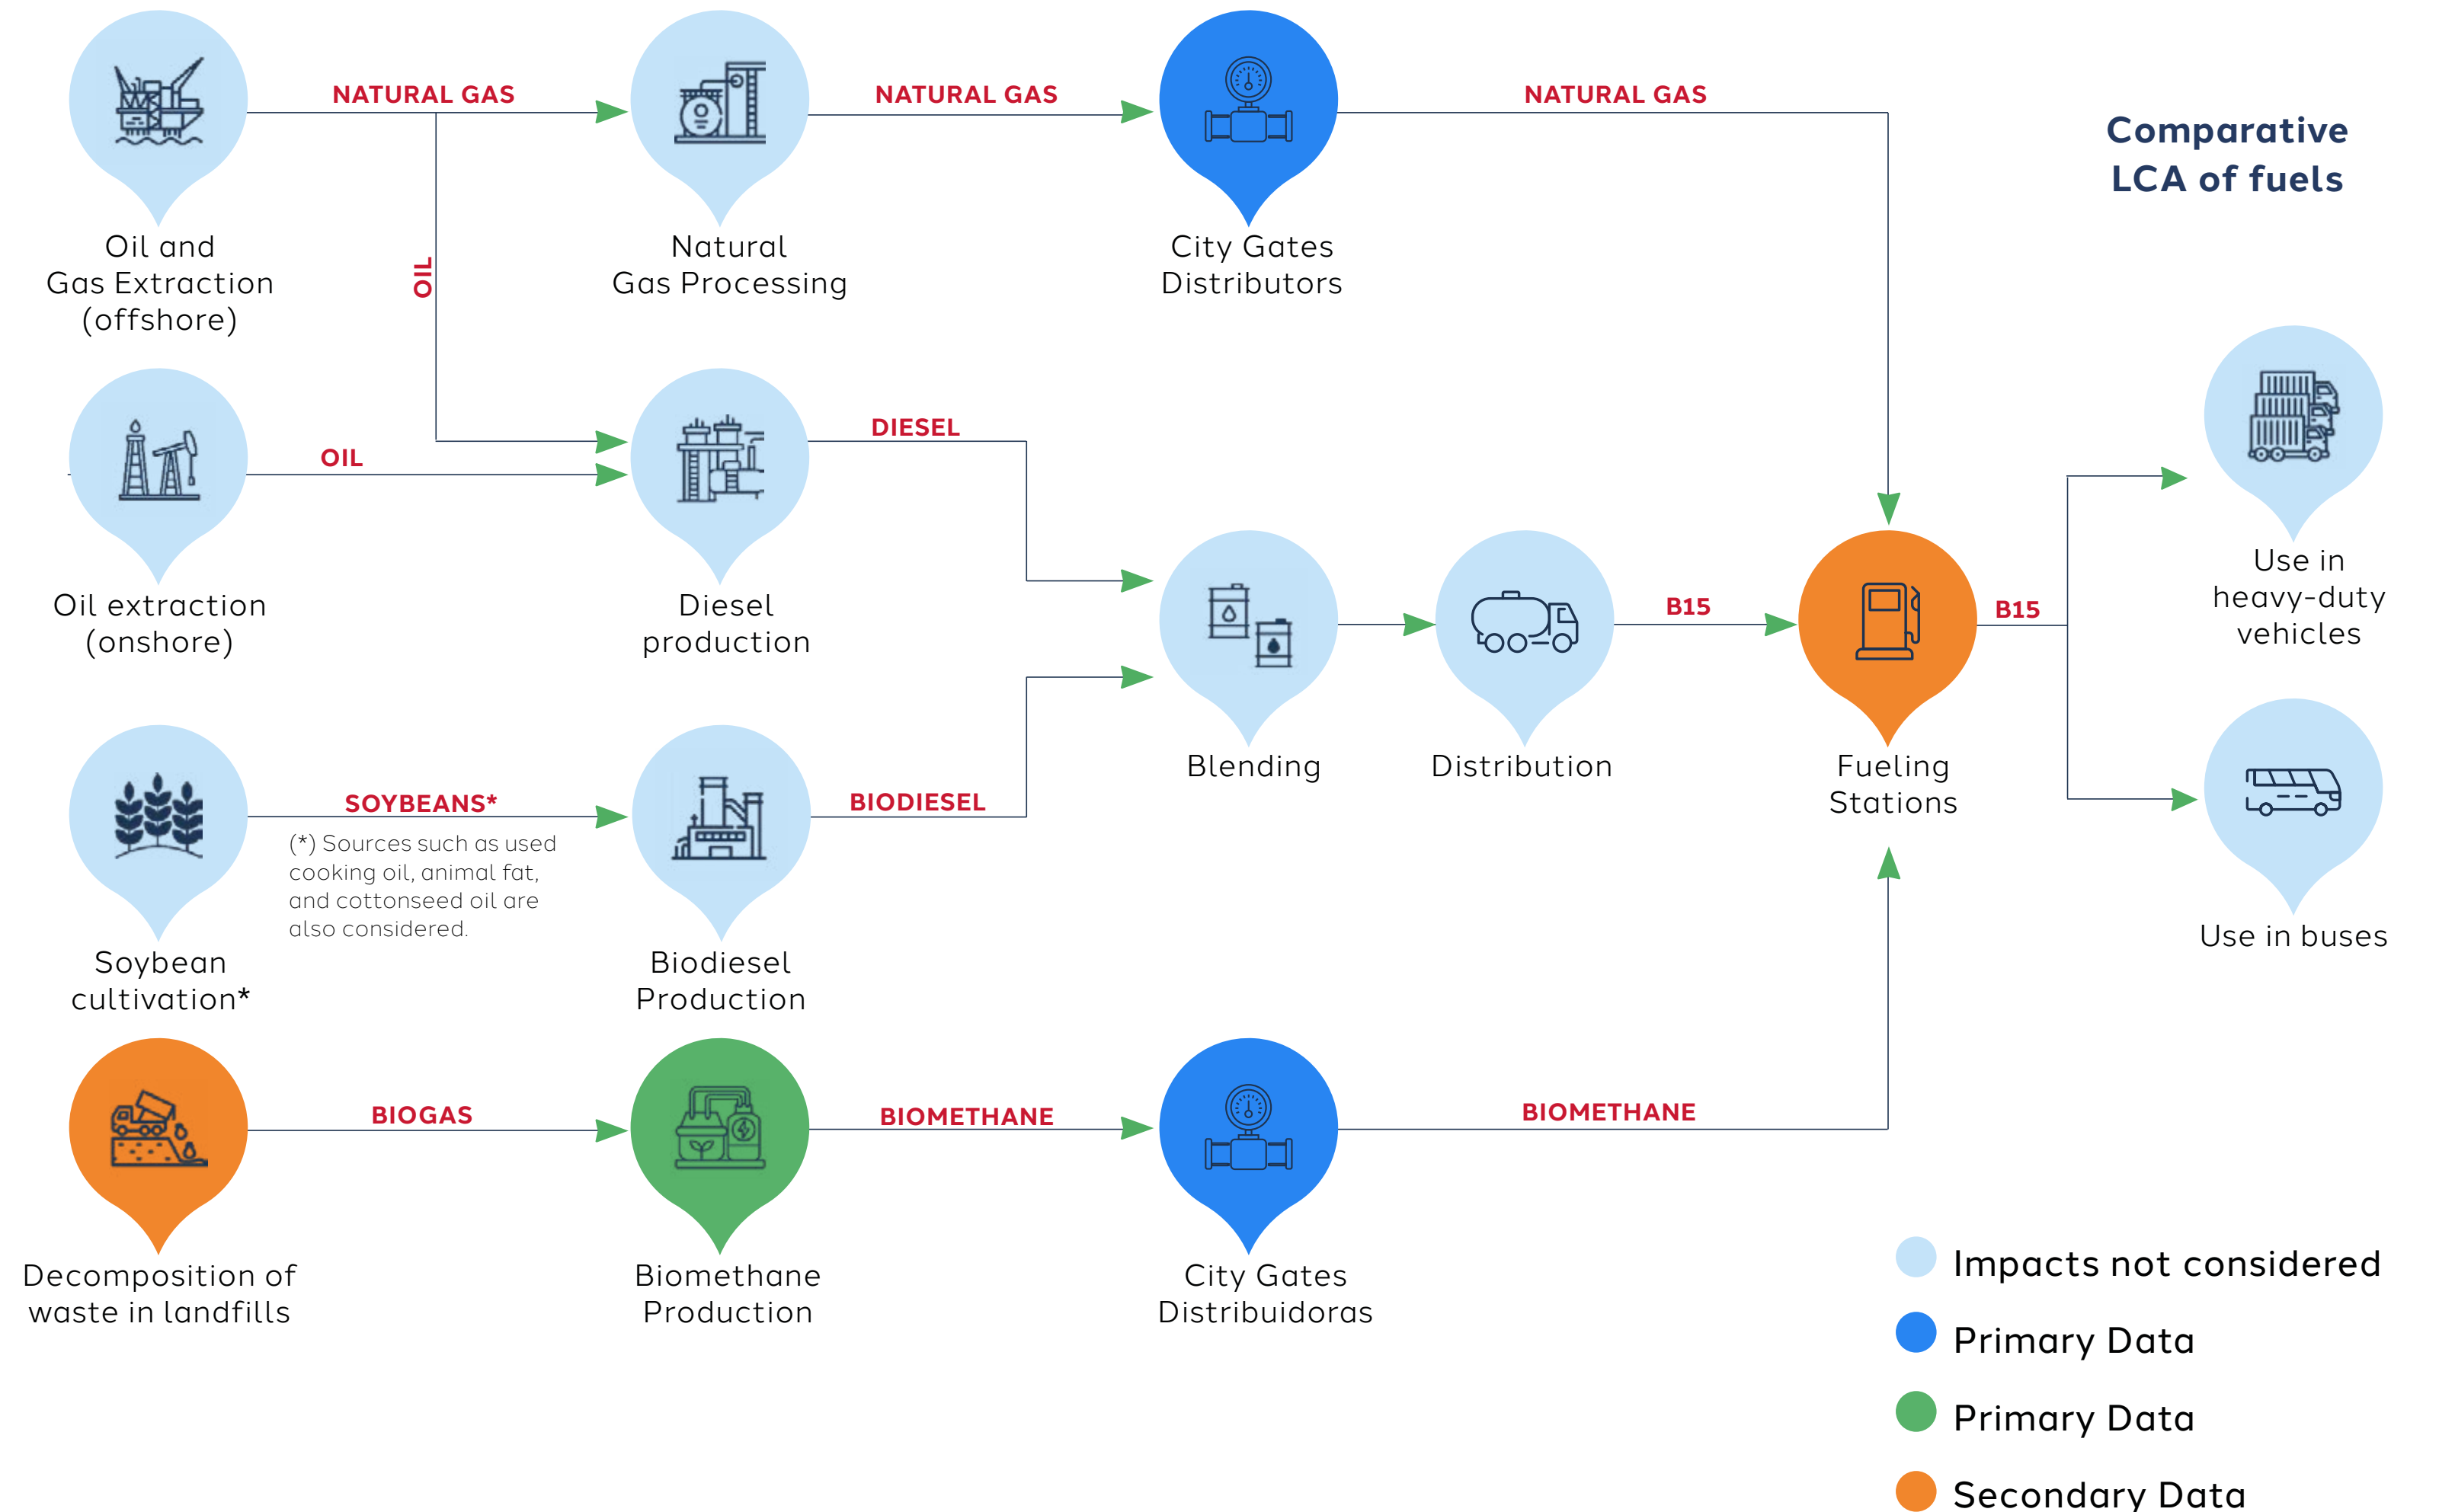 NATURAL GAS
NATURAL GAS
NATURAL GAS
Comparative
LCA of fuels
Oil and
Gas Extraction
(offshore)
Natural
Gas Processing
City Gates
Distributors
OIL
OIL
DIESEL
Oil extraction
(onshore)
Diesel
production
B15
B15
Use in
heavy-duty
vehicles
Blending
Distribution
Fueling
Stations
SOYBEANS*
(*) Sources such as used
cooking oil, animal fat,
and cottonseed oil are
also considered.
BIODIESEL
Use in buses
Soybean
cultivation*
Biodiesel
Production
BIOGAS
BIOMETHANE
BIOMETHANE
Decomposition of
waste in landfills
Biomethane
Production
City Gates
Distribuidoras
Impacts not considered
Primary Data
Primary Data
Secondary Data